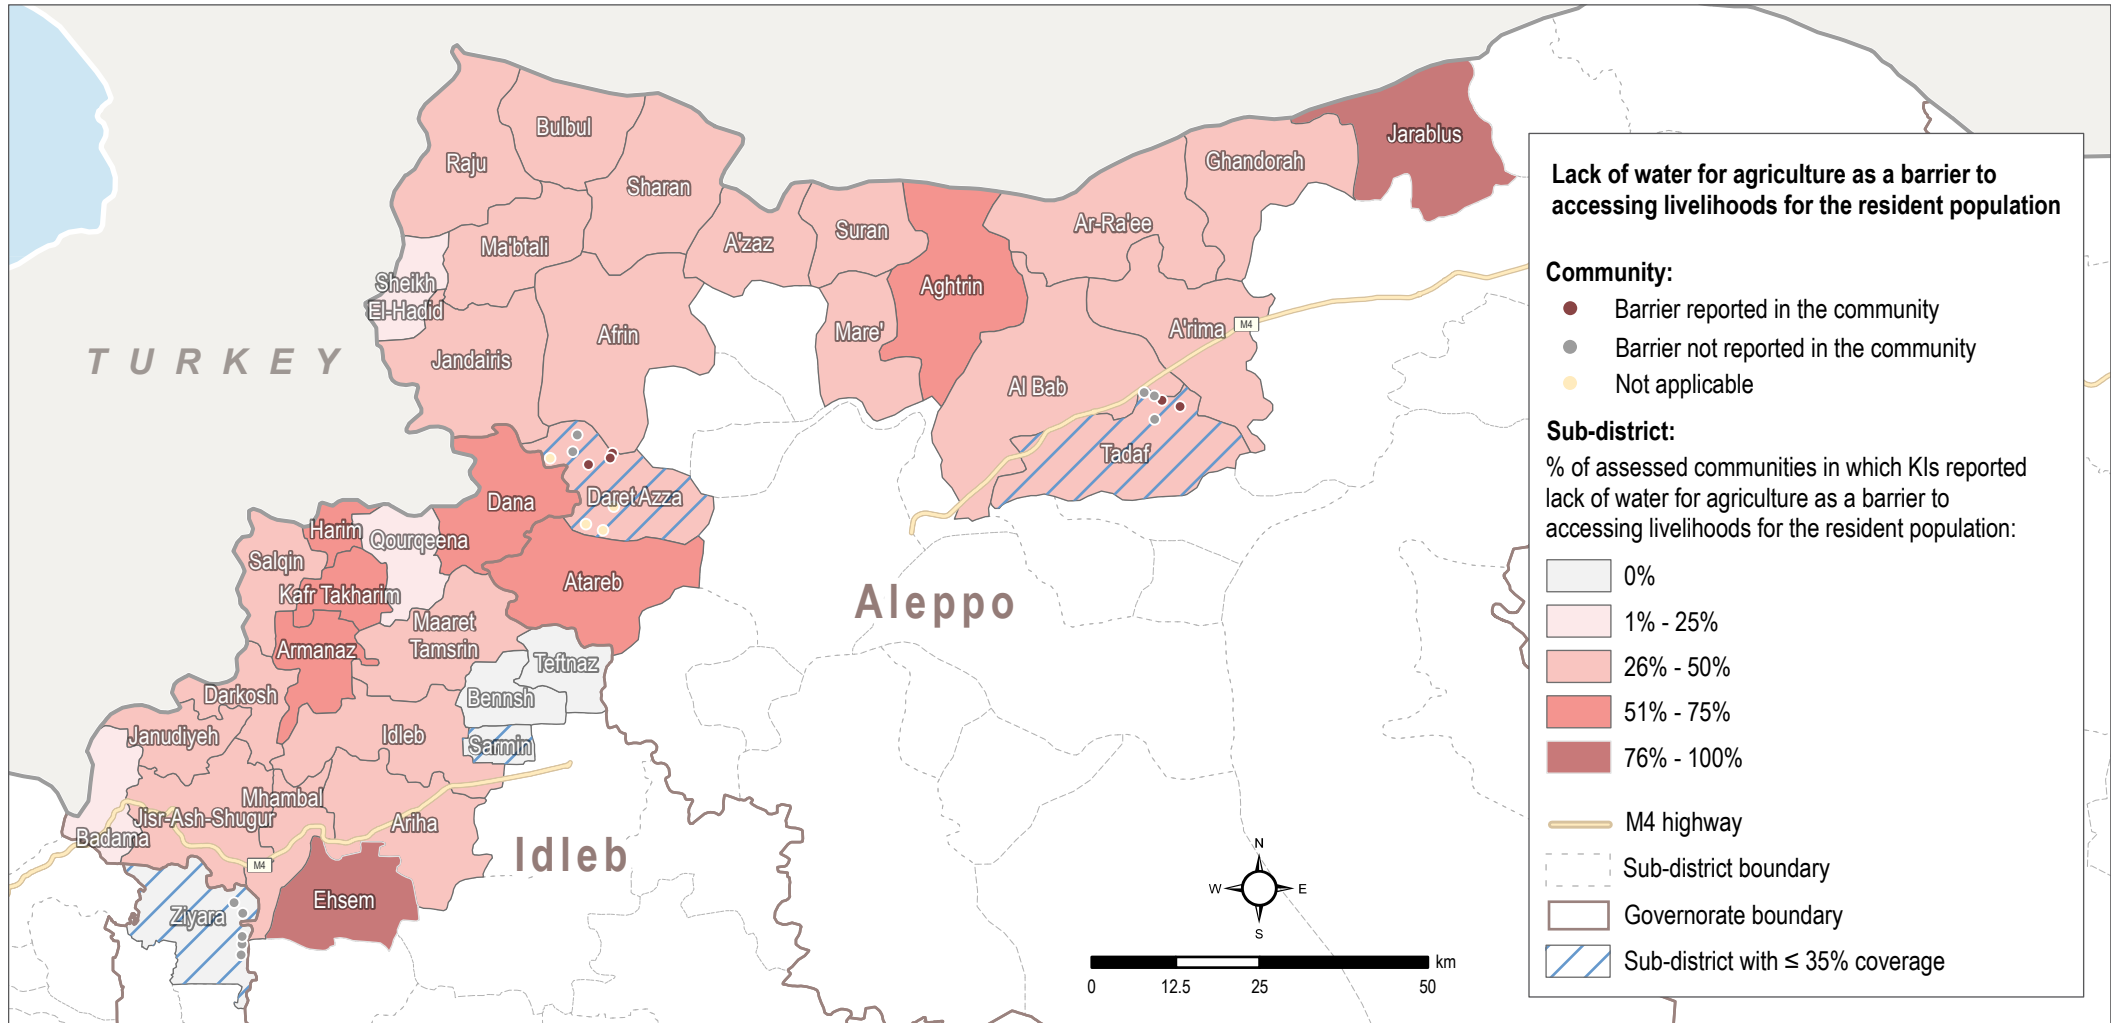 Bulbul
Raju
Sharan
Jarablus
Ghandorah
Ar-Ra'ee
Suran
A'zaz
Ma'btali
Sheikh
El-Hadid
Aghtrin
Afrin
Mare'
A'rima
M4
TURKEY
Jandairis
Al Bab
Tadaf
Dana
Daret Azza
Harim
Qourqeena
Salqin
Kafr Takharim
Atareb
Aleppo
Maaret
Tamsrin
Armanaz
Teftnaz
Bennsh
Darkosh
Janudiyeh
Idleb
Sarmin
Mhambal
Jisr-Ash-Shugur
Ariha
Badama
M4
Idleb
Ehsem
Ziyara
N
W
E
S
km
0
12.5
25
50
Lack of water for agriculture as a barrier to
accessing livelihoods for the resident population
Community:
Barrier reported in the community
Barrier not reported in the community
Not applicable
Sub-district:
% of assessed communities in which KIs reported
lack of water for agriculture as a barrier to
accessing livelihoods for the resident population:
0%
1% - 25%
26% - 50%
51% - 75%
76% - 100%
M4 highway
Sub-district boundary
Governorate boundary
Sub-district with ≤ 35% coverage